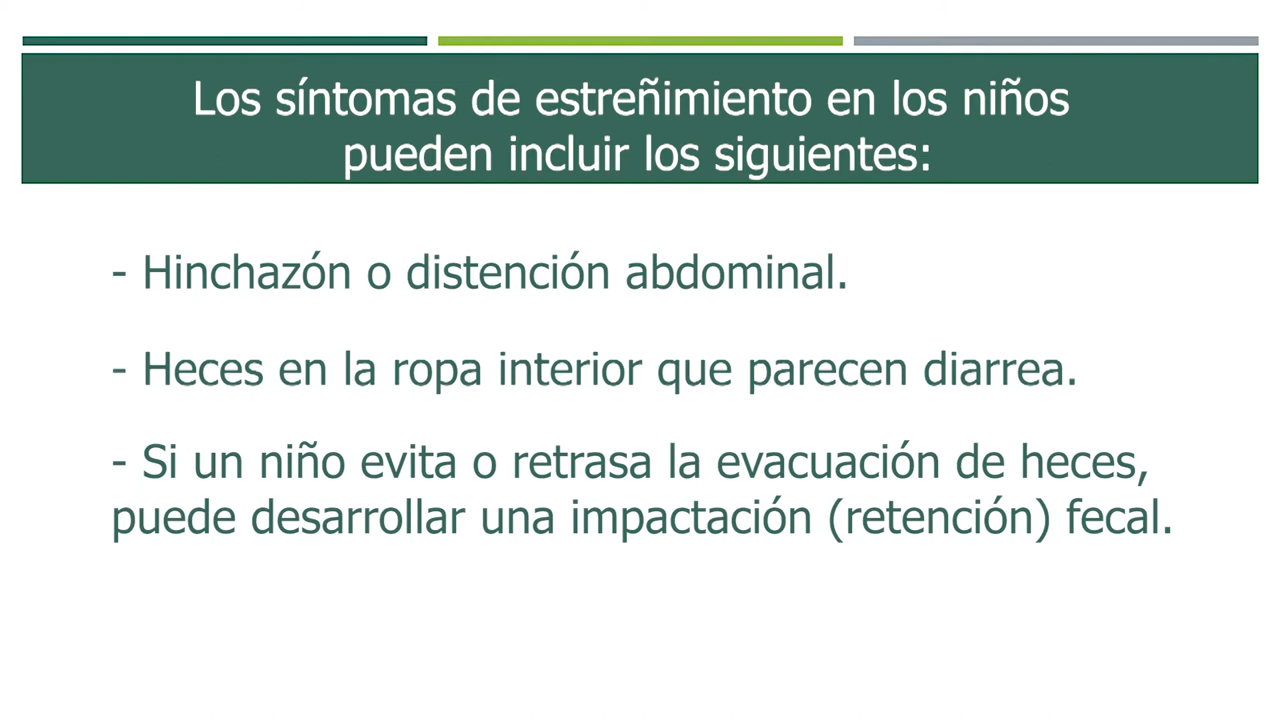 Los síntomas de estreñimiento en los niños
pueden incluir los siguientes:
- Hinchazón o distención abdominal.
- Heces en la ropa interior que parecen diarrea.
- Si un niño evita o retrasa la evacuación de heces,
puede desarrollar una impactación (retención) fecal.